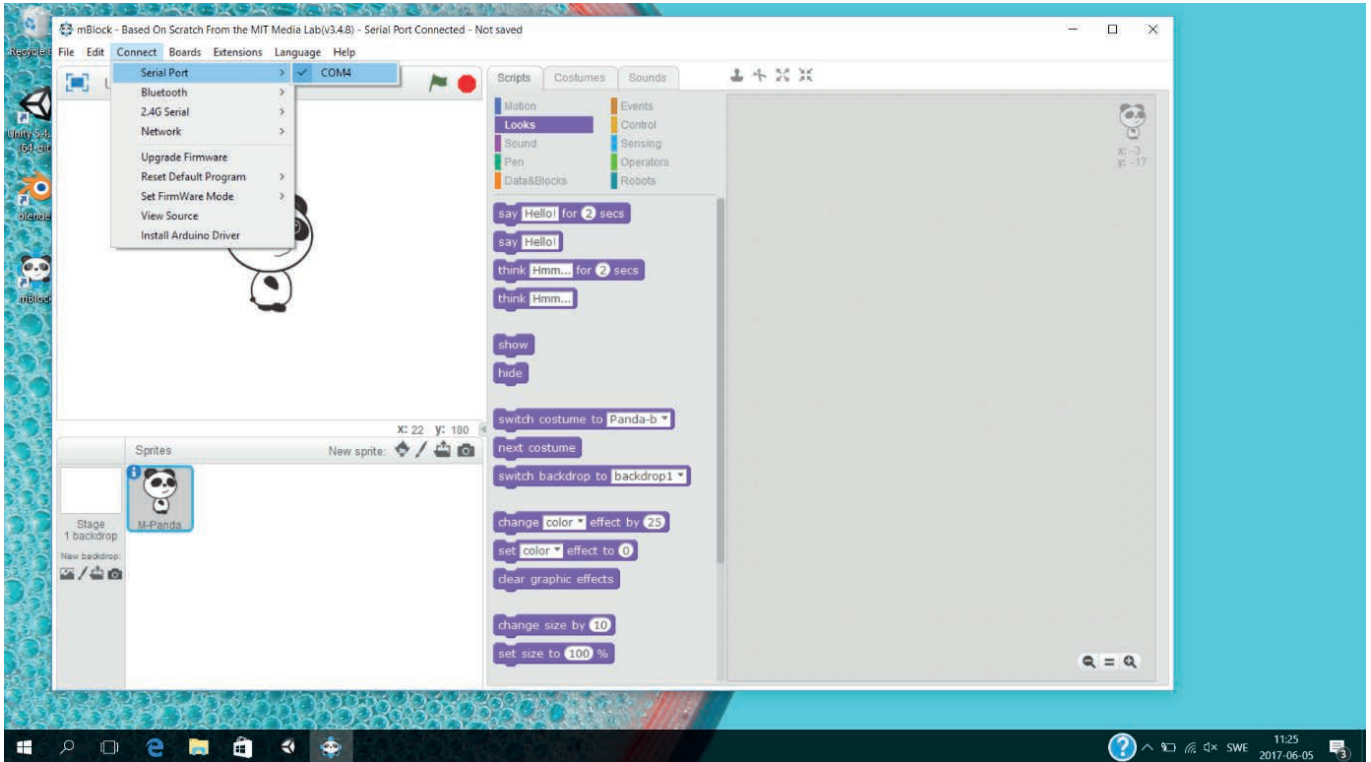 mBlock - Based On Scratch From the MIT Media Lab(v3.4.8) - Serial Port Connected - Not saved
File Edit Connect Boards Extensions Language Help
Serial Port
COM4
Bluetooth
2.4G Serial
Network
Upgrade Firmware
Reset Default Program
Set FirmWare Mode
View Source
Install Arduino Driver
Scripts Costumes Sounds
Motion Events
Looks Control
Sound Sensing
Pen Operators
Data&Blocks Robots
x: -3
y: -17
say Hello! for 2 secs
say Hello!
think Hmm... for 2 secs
think Hmm...
show
hide
switch costume to Panda-b
next costume
switch backdrop to backdrop1
change color effect by 25
set color effect to 0
clear graphic effects
change size by 10
set size to 100 %
X: 22 y: 180
Sprites New sprite:
M-Panda
Stage
1 backdrop
New backdrop:
SWE
11:25
2017-06-05
3